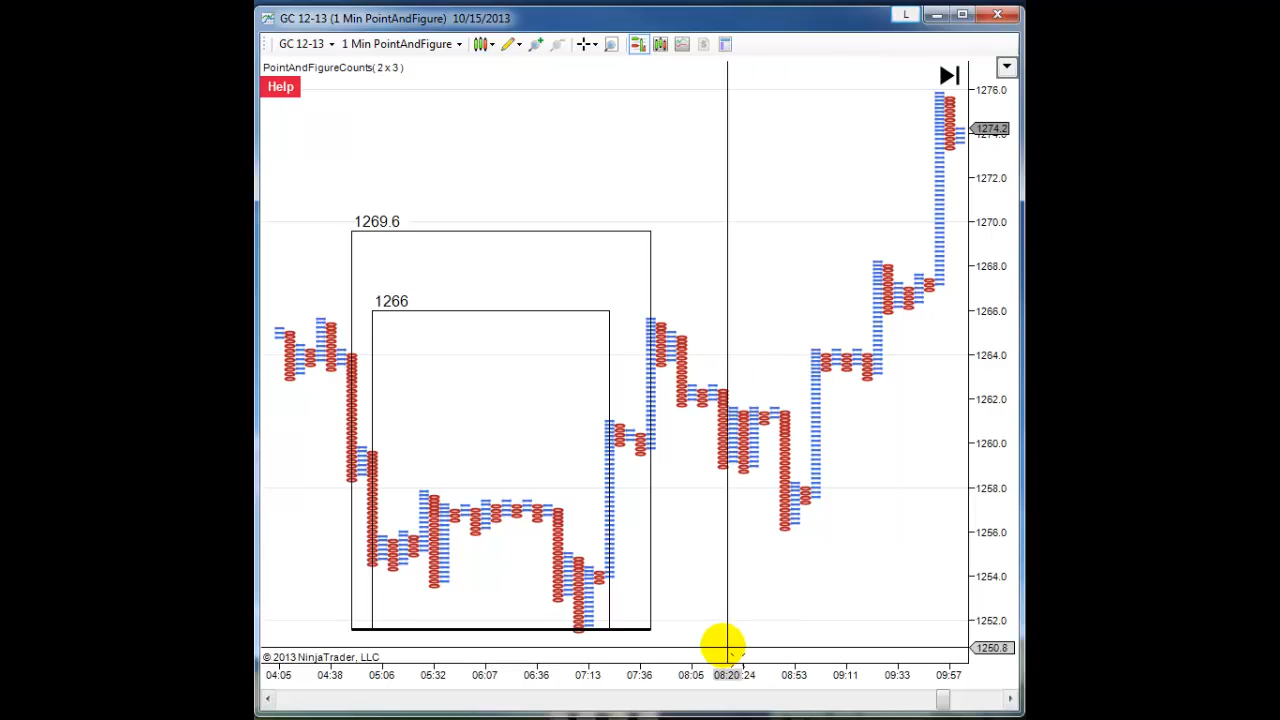 GC 12-13 (1 Min PointAndFigure) 10/15/2013
L
GC 12-13 1 Min PointAndFigure
PointAndFigureCounts( 2 x 3 )
Help
1276.0
1274.2
1272.0
1270.0
1268.0
1266.0
1264.0
1262.0
1260.0
1258.0
1256.0
1254.0
1252.0
1250.8
1269.6
1266
© 2013 NinjaTrader, LLC
04:05 04:38 05:06 05:32 06:07 06:36 07:13 07:36 08:05 08:20 :24 08:53 09:11 09:33 09:57